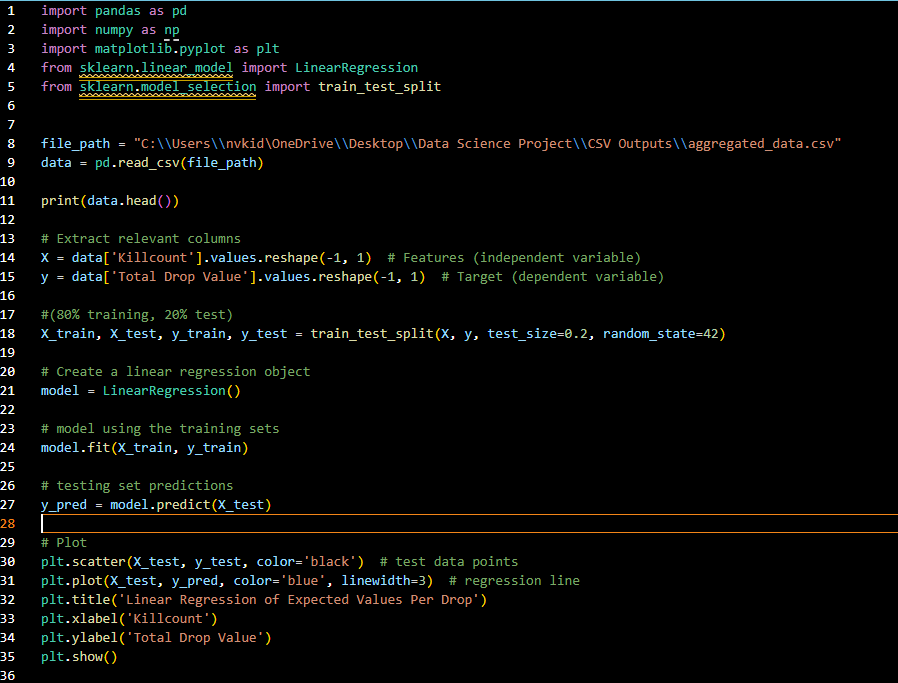 1 import pandas as pd
2 import numpy as np
3 import matplotlib.pyplot as plt
4 from sklearn.linear_model import LinearRegression
5 from sklearn.model_selection import train_test_split
6
7
8 file_path = "C:\\Users\\nvkid\OneDrive\\Desktop\\Data Science Project\\CSV Outputs\\aggregated_data.csv"
9 data = pd.read_csv(file_path)
10
11 print(data.head())
12
13 # Extract relevant columns
14 X = data['Killcount'].values.reshape(-1, 1)  # Features (independent variable)
15 y = data['Total Drop Value'].values.reshape(-1, 1)  # Target (dependent variable)
16
17 #(80% training, 20% test)
18 X_train, X_test, y_train, y_test = train_test_split(X, y, test_size=0.2, random_state=42)
19
20 # Create a linear regression object
21 model = LinearRegression()
22
23 # model using the training sets
24 model.fit(X_train, y_train)
25
26 # testing set predictions
27 y_pred = model.predict(X_test)
28
29 # Plot
30 plt.scatter(X_test, y_test, color='black')  # test data points
31 plt.plot(X_test, y_pred, color='blue', linewidth=3)  # regression line
32 plt.title('Linear Regression of Expected Values Per Drop')
33 plt.xlabel('Killcount')
34 plt.ylabel('Total Drop Value')
35 plt.show()
36